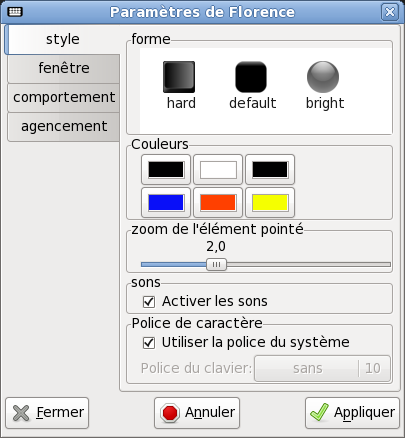 Paramètres de Florence
style
fenêtre
comportement
agencement
forme
hard default bright
Couleurs
zoom de l'élément pointé
2,0
sons
Activer les sons
Police de caractère
Utiliser la police du système
Police du clavier: sans 10
Fermer Annuler Appliquer